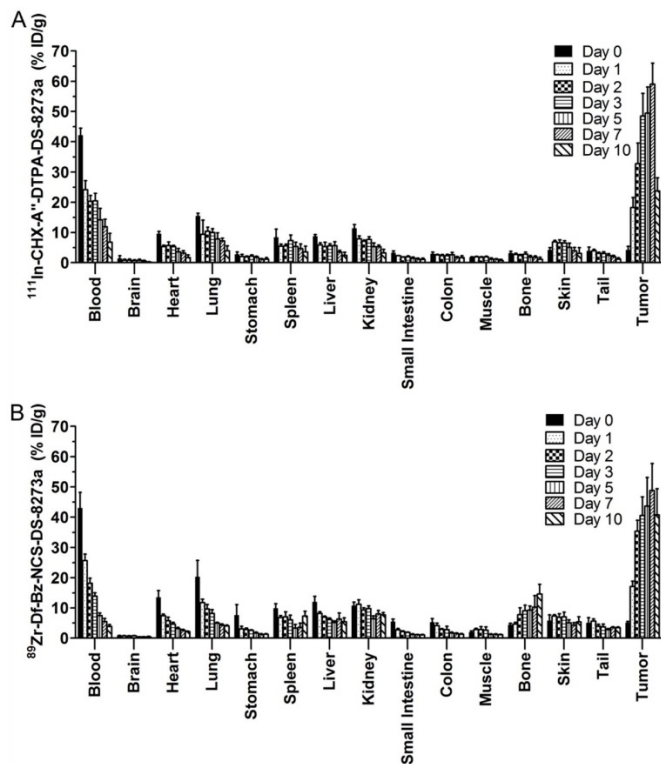 A
¹¹¹In-CHX-A"-DTPA-DS-8273a (% ID/g)
70
60
50
40
30
20
10
0
Day 0
Day 1
Day 2
Day 3
Day 5
Day 7
Day 10
Blood
Brain
Heart
Lung
Stomach
Spleen
Liver
Kidney
Small Intestine
Colon
Muscle
Bone
Skin
Tail
Tumor
B
⁸⁹Zr-Df-Bz-NCS-DS-8273a (% ID/g)
70
60
50
40
30
20
10
0
Day 0
Day 1
Day 2
Day 3
Day 5
Day 7
Day 10
Blood
Brain
Heart
Lung
Stomach
Spleen
Liver
Kidney
Small Intestine
Colon
Muscle
Bone
Skin
Tail
Tumor